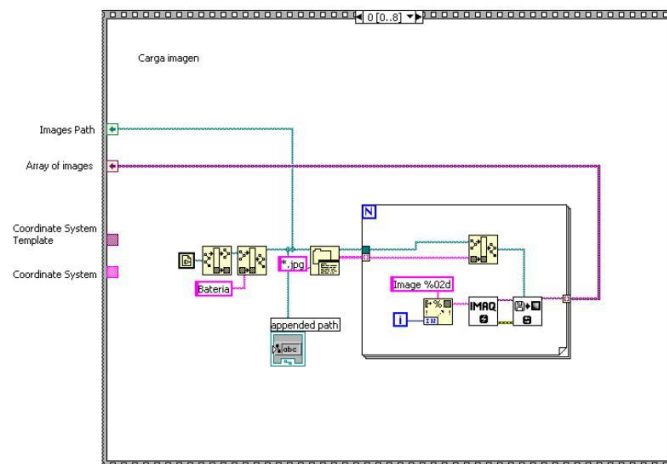 0 [0..8]
Carga imagen
Images Path
Array of images
Coordinate System
Template
Coordinate System
N
*.jpg
Bateria
Image %02d
appended path
abc
i
IMAQ